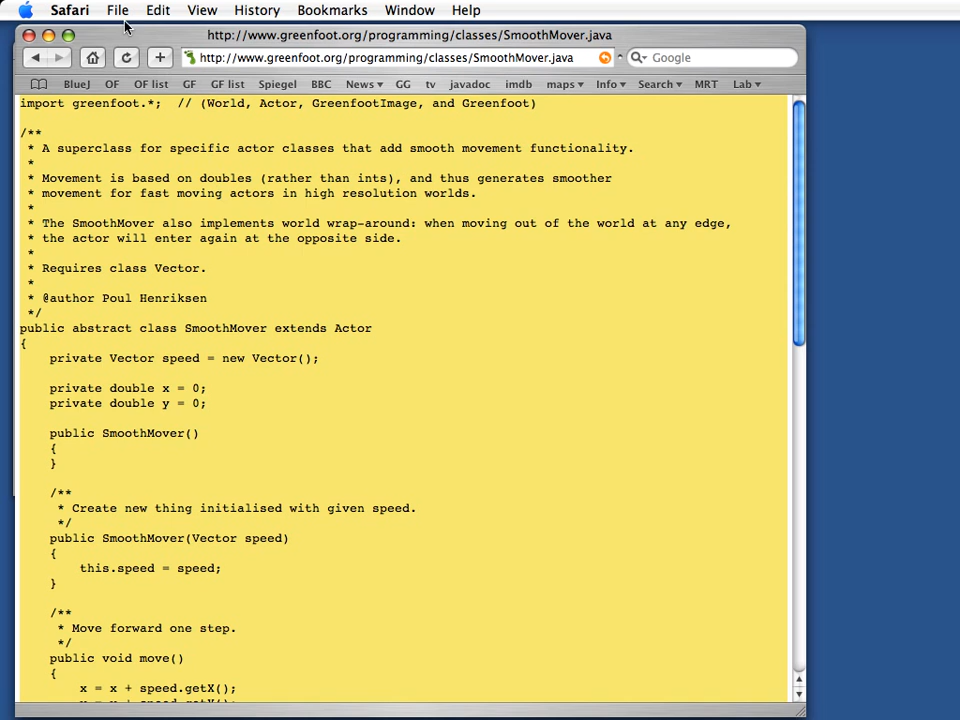 Safari File Edit View History Bookmarks Window Help
http://www.greenfoot.org/programming/classes/SmoothMover.java
http://www.greenfoot.org/programming/classes/SmoothMover.java Google
BlueJ OF OF list GF GF list Spiegel BBC News GG tv javadoc imdb maps Info Search MRT Lab
import greenfoot.*;  // (World, Actor, GreenfootImage, and Greenfoot)
/**
 * A superclass for specific actor classes that add smooth movement functionality.
 *
 * Movement is based on doubles (rather than ints), and thus generates smoother
 * movement for fast moving actors in high resolution worlds.
 *
 * The SmoothMover also implements world wrap-around: when moving out of the world at any edge,
 * the actor will enter again at the opposite side.
 *
 * Requires class Vector.
 *
 * @author Poul Henriksen
 */
public abstract class SmoothMover extends Actor
{
    private Vector speed = new Vector();
    private double x = 0;
    private double y = 0;
    public SmoothMover()
    {
    }
    /**
     * Create new thing initialised with given speed.
     */
    public SmoothMover(Vector speed)
    {
        this.speed = speed;
    }
    /**
     * Move forward one step.
     */
    public void move()
    {
        x = x + speed.getX();